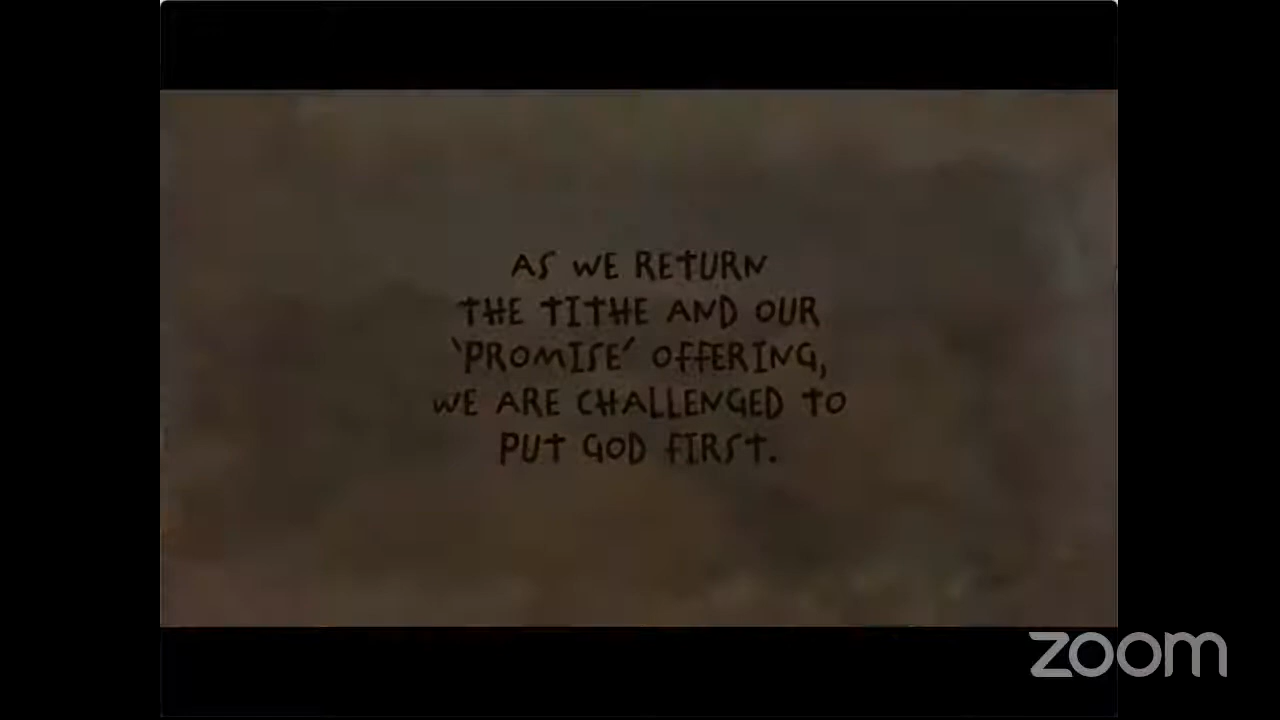 AS WE RETURN
THE TITHE AND OUR
'PROMISE' OFFERING,
WE ARE CHALLENGED TO
PUT GOD FIRST.
zoom